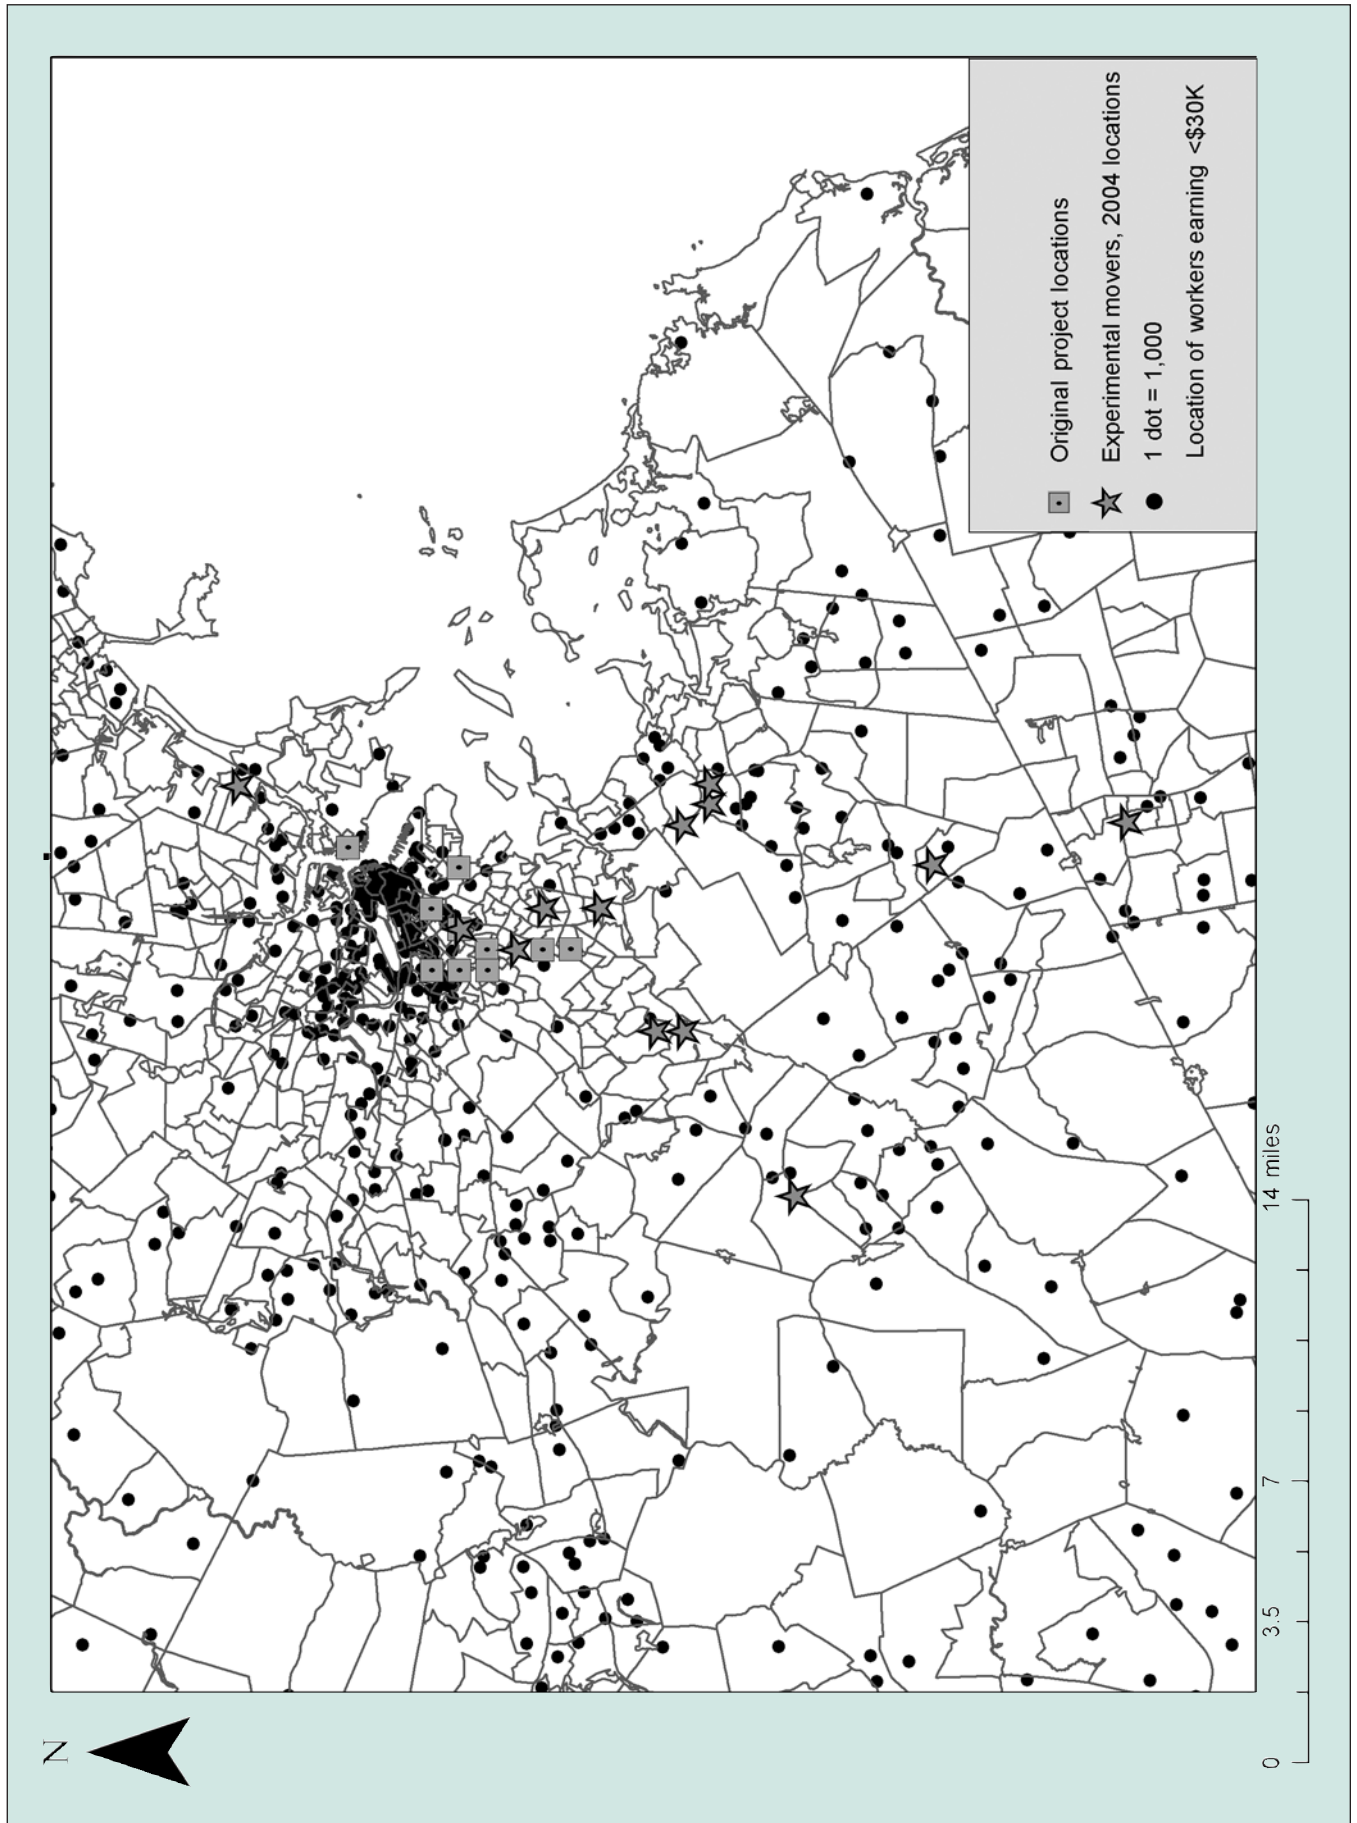 N
Original project locations
Experimental movers, 2004 locations
1 dot = 1,000
Location of workers earning <$30K
0 3.5 7 14 miles